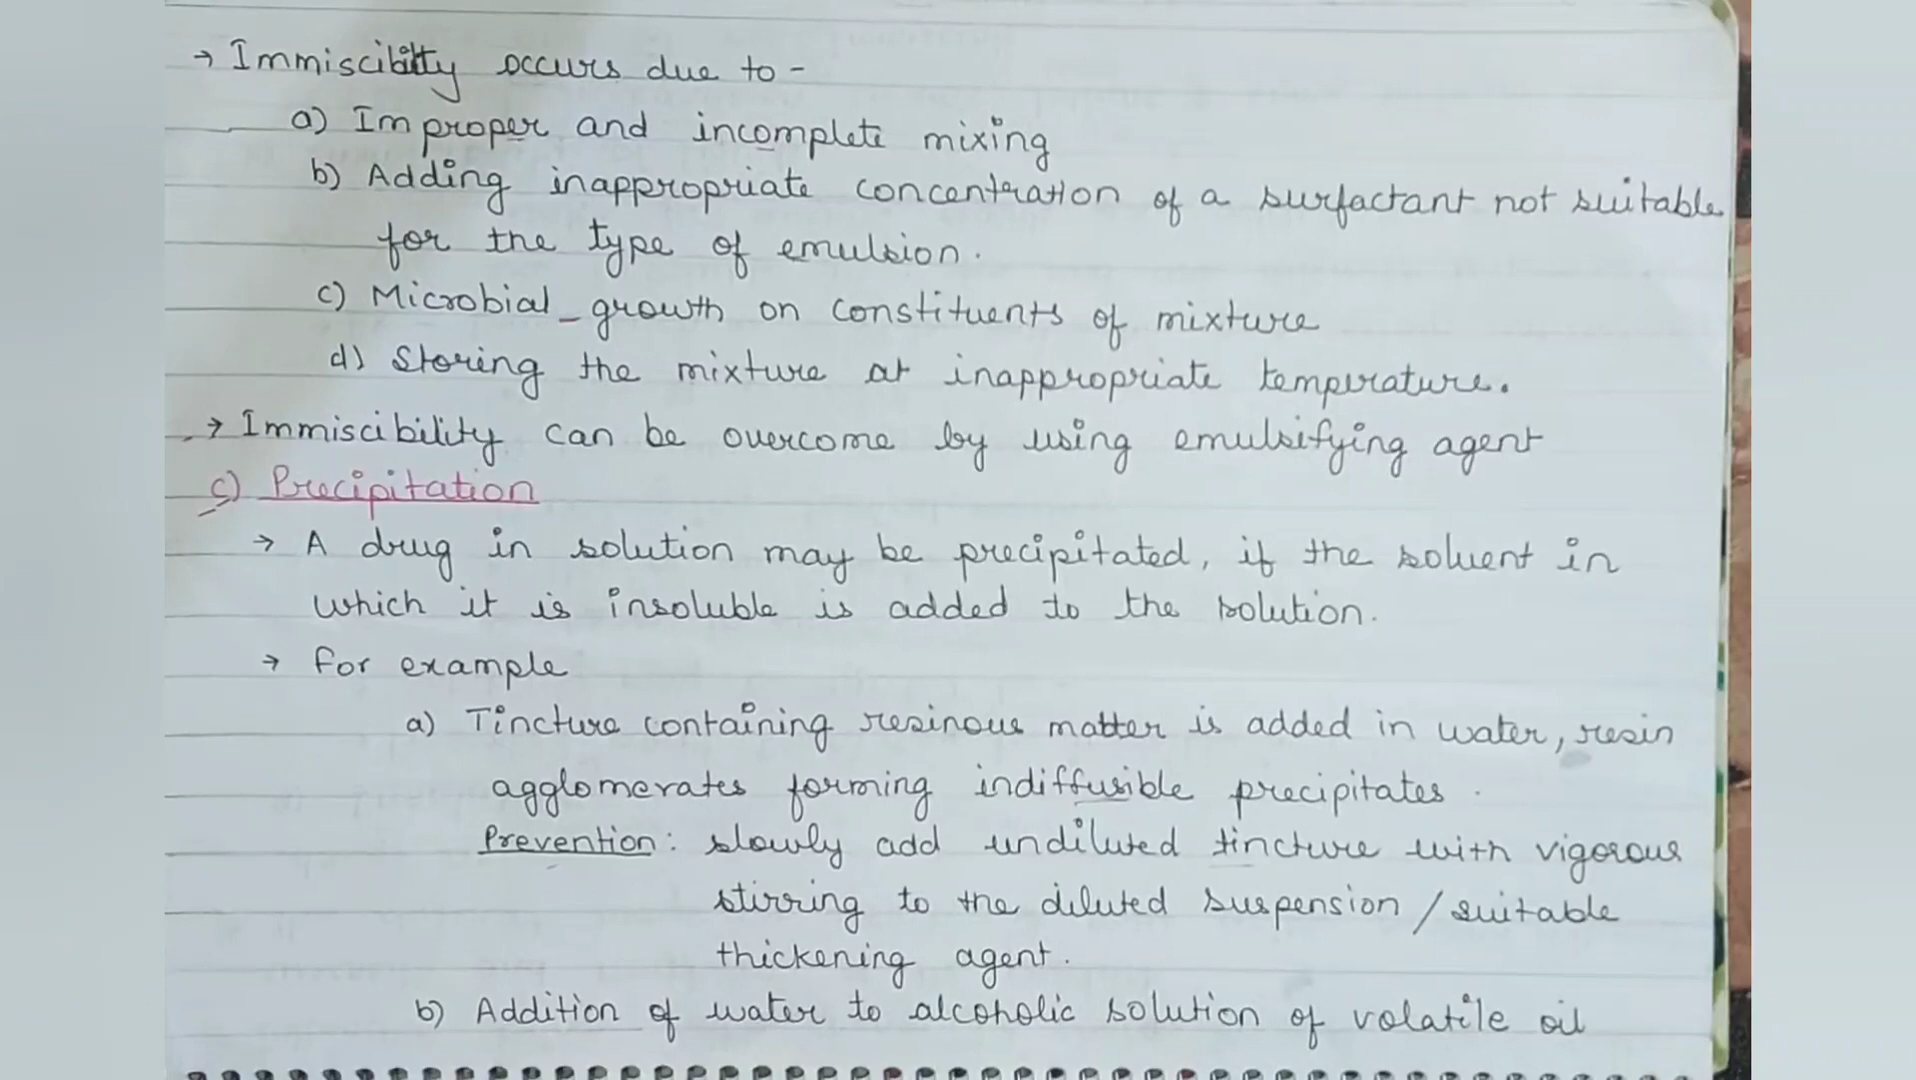 → Immiscibility occurs due to -
a) Improper and incomplete mixing
b) Adding inappropriate concentration of a surfactant not suitable
for the type of emulsion.
c) Microbial growth on constituents of mixture
d) Storing the mixture at inappropriate temperature.
→ Immiscibility can be overcome by using emulsifying agent
c) Precipitation
→ A drug in solution may be precipitated, if the solvent in
which it is insoluble is added to the solution.
→ For example
a) Tincture containing resinous matter is added in water, resin
agglomerates forming indiffusible precipitates.
Prevention: slowly add undiluted tincture with vigorous
stirring to the diluted suspension / suitable
thickening agent.
b) Addition of water to alcoholic solution of volatile oil